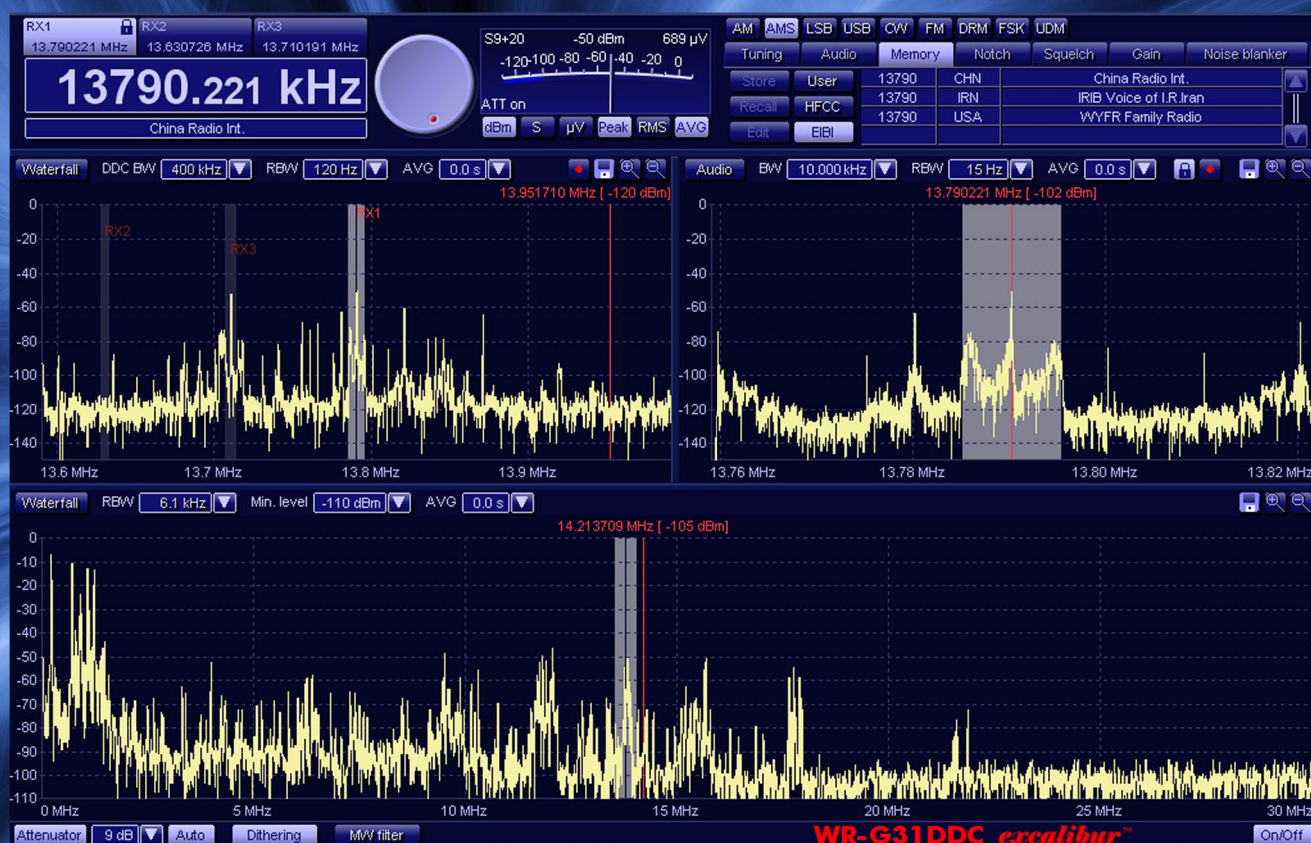 RX1 RX2 RX3
13.790221 MHz 13.630726 MHz 13.710191 MHz
13790.221 kHz
China Radio Int.
S9+20 -50 dBm 689 µV
-120 -100 -80 -60 -40 -20 0
ATT on
dBm S µV Peak RMS AVG
AM AMS LSB USB CW FM DRM FSK UDM
Tuning Audio Memory Notch Squelch Gain Noise blanker
Store User 13790 CHN China Radio Int.
Recall HFCC 13790 IRN IRIB Voice of I.R.Iran
Edit EIBI 13790 USA WYFR Family Radio
Waterfall DDC BW 400 kHz RBW 120 Hz AVG 0.0 s
13.951710 MHz [ -120 dBm]
0
-20
-40
-60
-80
-100
-120
-140
RX1
RX2
RX3
13.6 MHz 13.7 MHz 13.8 MHz 13.9 MHz
Audio BW 10.000 kHz RBW 15 Hz AVG 0.0 s
13.790221 MHz [ -102 dBm]
0
-20
-40
-60
-80
-100
-120
-140
13.76 MHz 13.78 MHz 13.80 MHz 13.82 MHz
Waterfall RBW 6.1 kHz Min. level -110 dBm AVG 0.0 s
14.213709 MHz [ -105 dBm]
0
-10
-20
-30
-40
-50
-60
-70
-80
-90
-100
-110
0 MHz 5 MHz 10 MHz 15 MHz 20 MHz 25 MHz 30 MHz
Attenuator 9 dB Auto Dithering MW filter WR-G31DDC excalibur™ On/Off